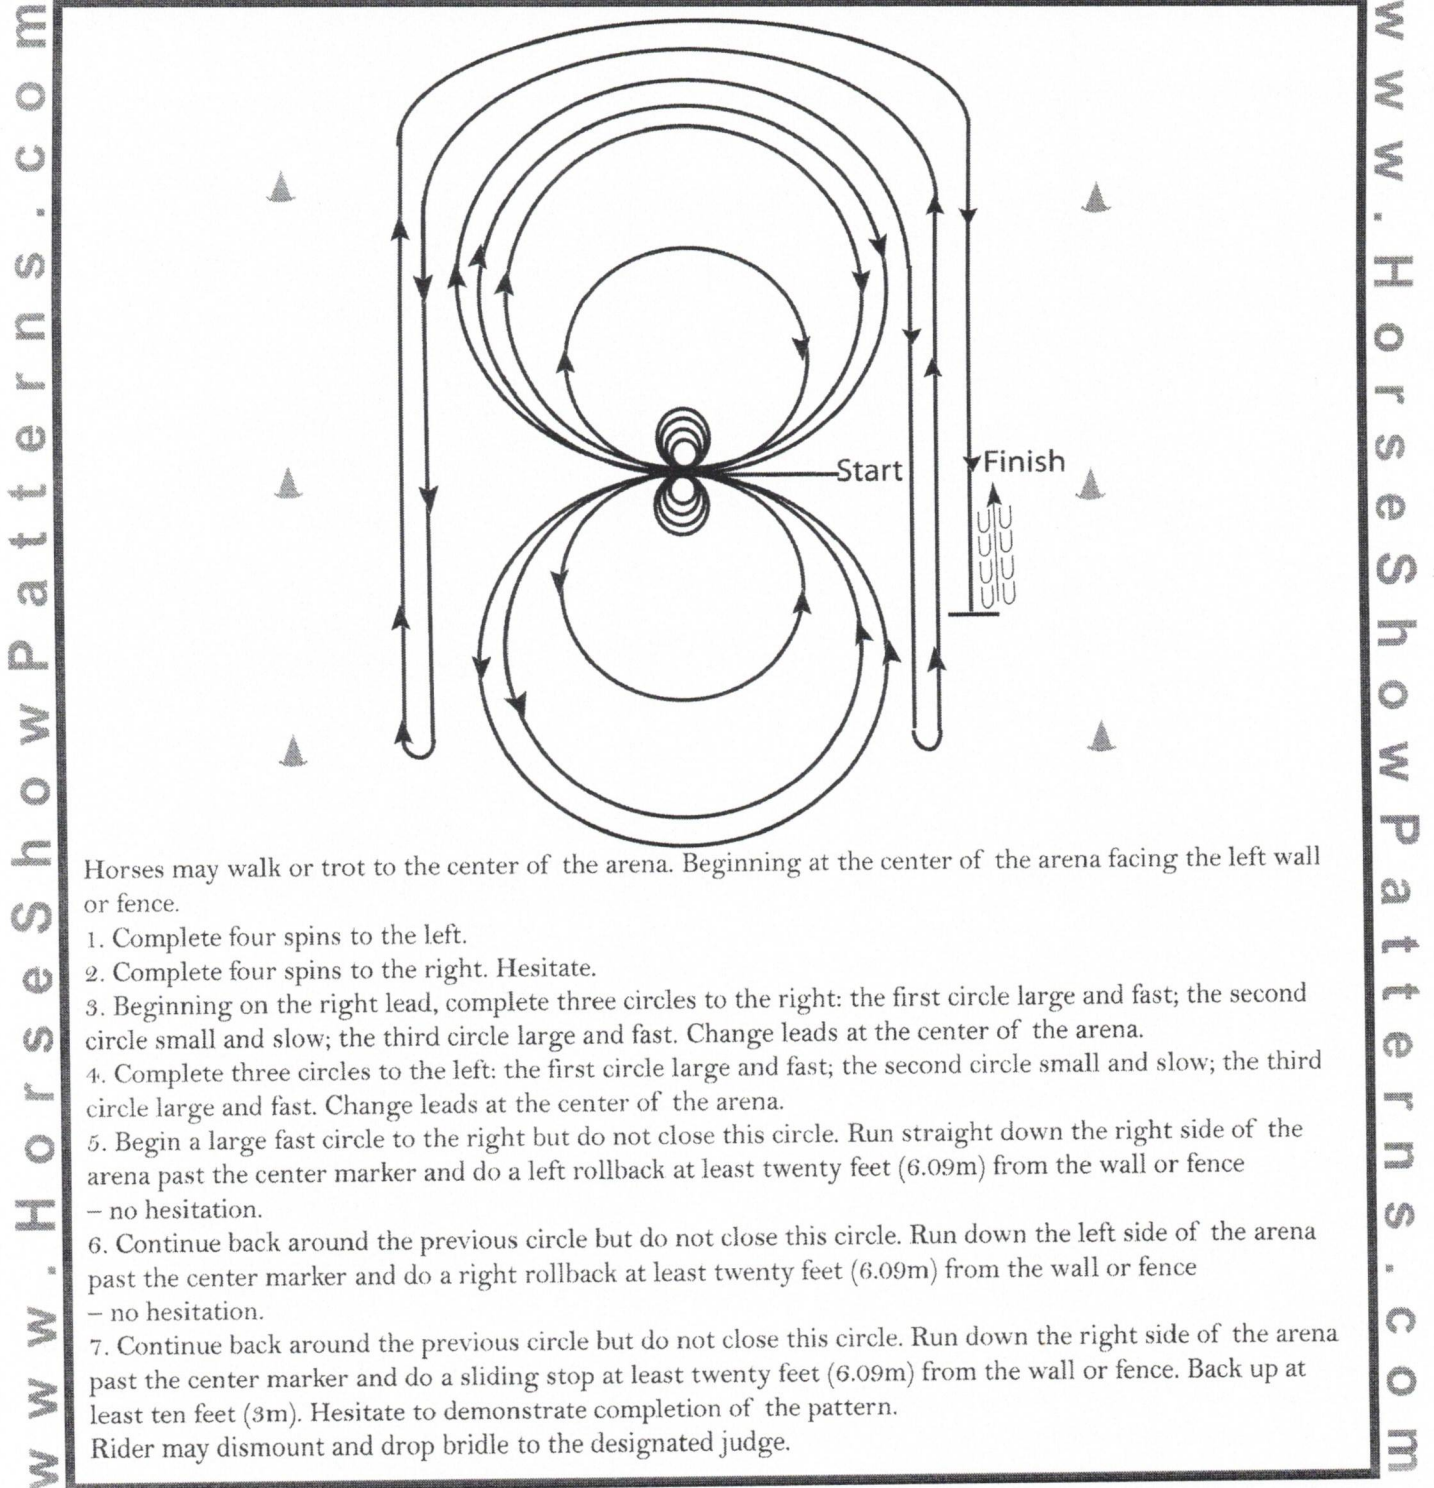 www.HorseShowPatterns.com
www.HorseShowPatterns.com
Start
Finish
Horses may walk or trot to the center of the arena. Beginning at the center of the arena facing the left wall
or fence.
1. Complete four spins to the left.
2. Complete four spins to the right. Hesitate.
3. Beginning on the right lead, complete three circles to the right: the first circle large and fast; the second
circle small and slow; the third circle large and fast. Change leads at the center of the arena.
4. Complete three circles to the left: the first circle large and fast; the second circle small and slow; the third
circle large and fast. Change leads at the center of the arena.
5. Begin a large fast circle to the right but do not close this circle. Run straight down the right side of the
arena past the center marker and do a left rollback at least twenty feet (6.09m) from the wall or fence
– no hesitation.
6. Continue back around the previous circle but do not close this circle. Run down the left side of the arena
past the center marker and do a right rollback at least twenty feet (6.09m) from the wall or fence
– no hesitation.
7. Continue back around the previous circle but do not close this circle. Run down the right side of the arena
past the center marker and do a sliding stop at least twenty feet (6.09m) from the wall or fence. Back up at
least ten feet (3m). Hesitate to demonstrate completion of the pattern.
Rider may dismount and drop bridle to the designated judge.